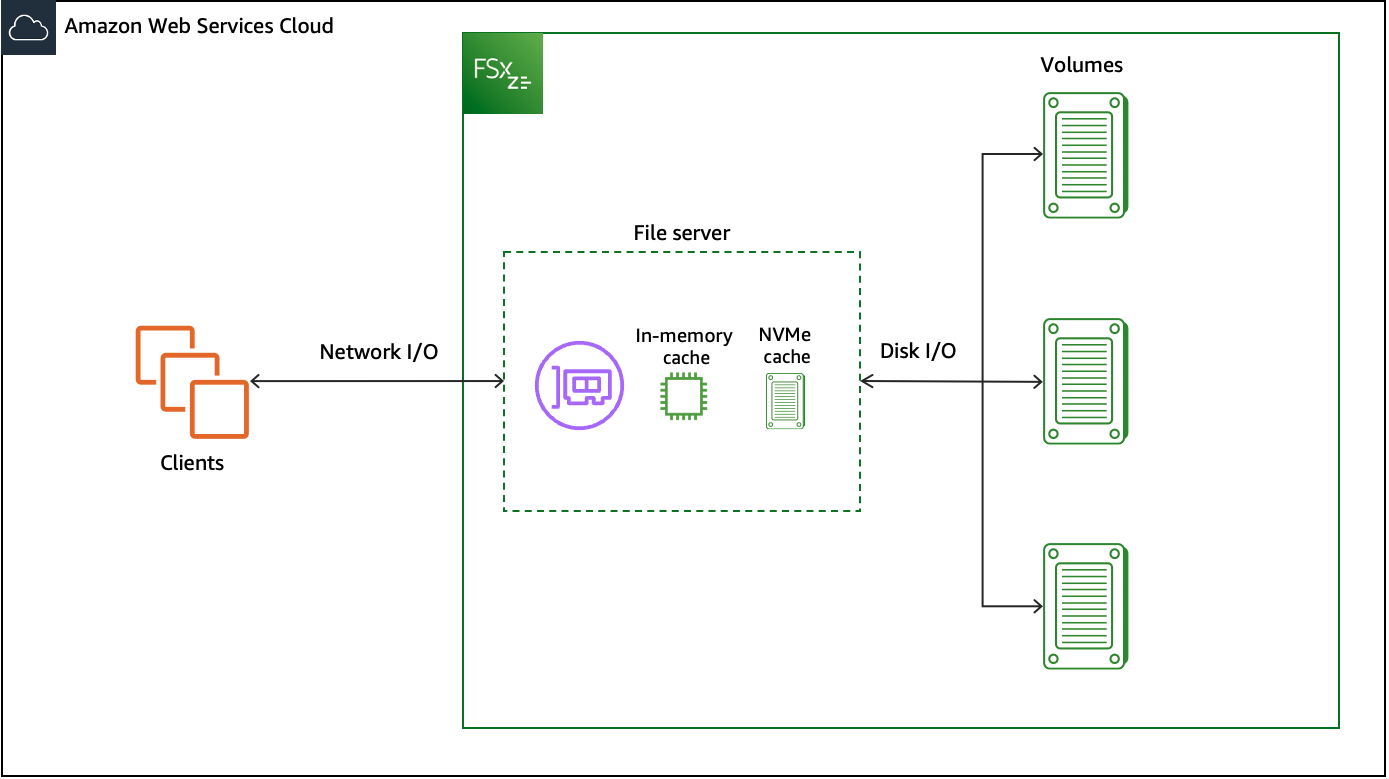 Amazon Web Services Cloud
FSx
Z
Volumes
File server
In-memory
cache
NVMe
cache
Network I/O
Disk I/O
Clients